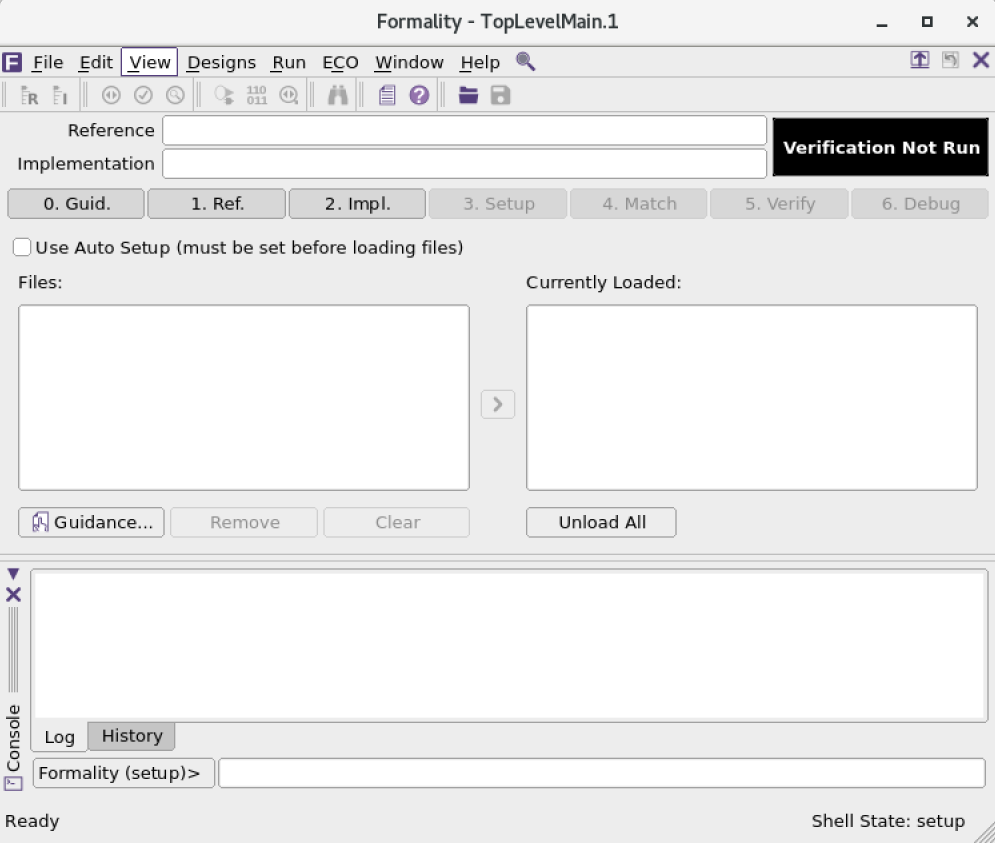 Formality - TopLevelMain.1
F File Edit View Designs Run ECO Window Help
R I 110 011 ?
Reference
Verification Not Run
Implementation
0. Guid. 1. Ref. 2. Impl. 3. Setup 4. Match 5. Verify 6. Debug
Use Auto Setup (must be set before loading files)
Files: Currently Loaded:
Guidance... Remove Clear Unload All
Console
Log History
Formality (setup)>
Ready Shell State: setup